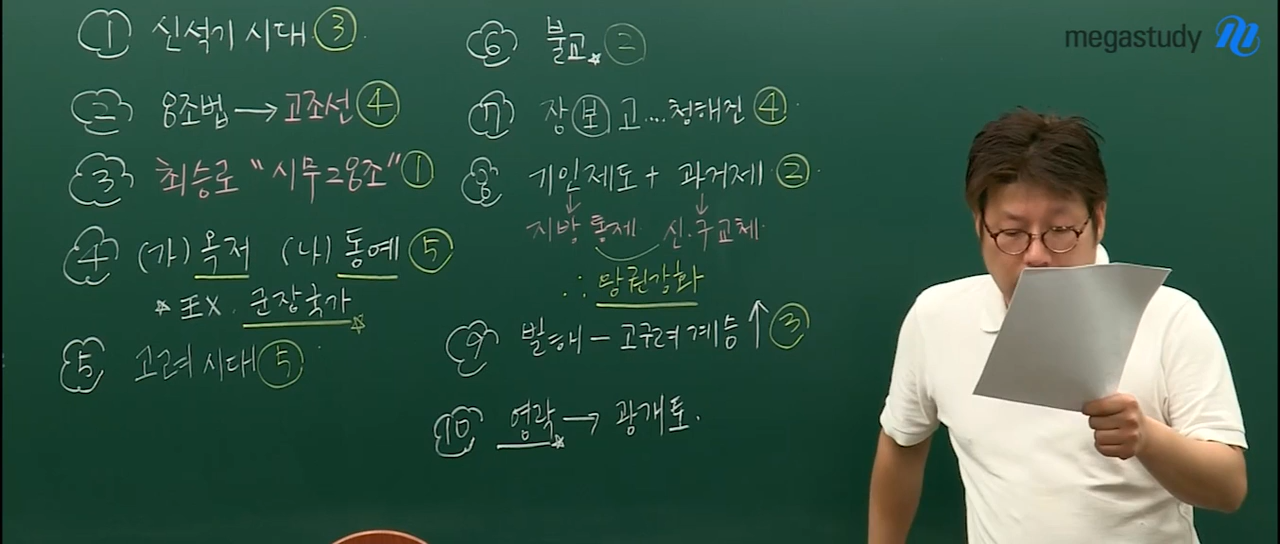 ① 신석기 시대 ③
② 8조법 → 고조선 ④
③ 최승로 "시무28조" ①
④ (가) 옥저 (나) 동예 ⑤
☆ 王X. 군장국가 ☆
⑤ 고려 시대 ⑤
⑥ 불교 ☆ ②
⑦ 장보고 .... 청해진 ④
⑧ 기인제도 + 과거제 ②
↓ ↓
지방 통제 신·구교체
∴ 왕권강화
⑨ 발해 – 고구려 계승 ↑ ③
⑩ 영락 ☆ → 광개토.
megastudy